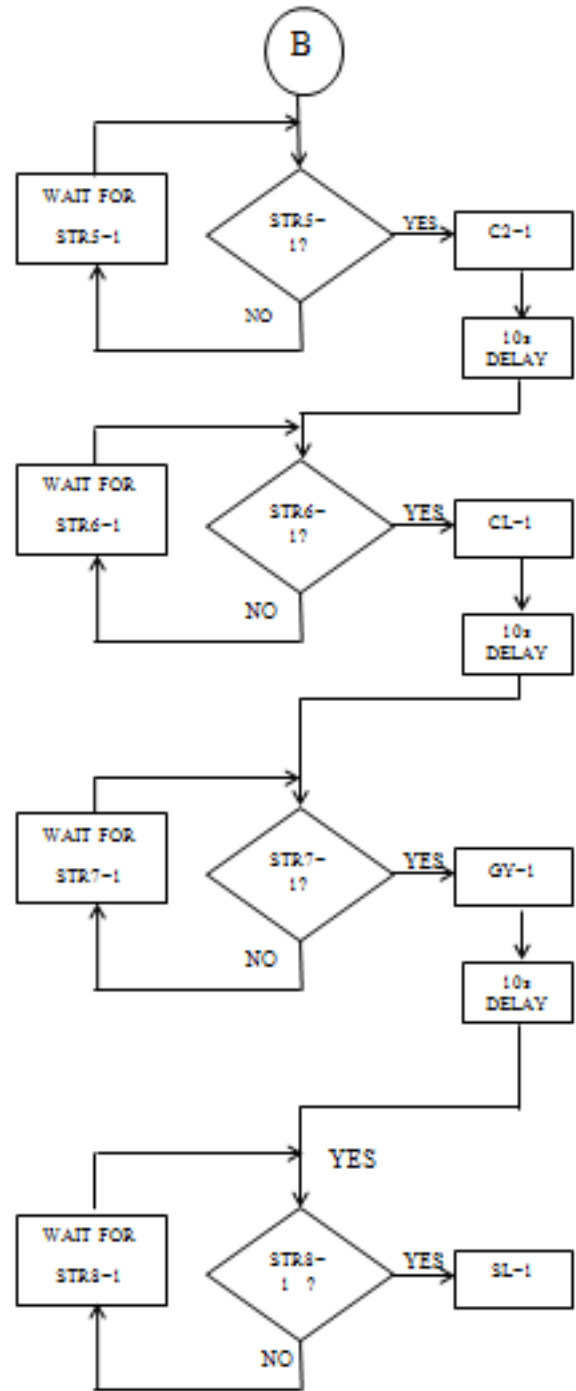 B
WAIT FOR
STR5-1
STR5-
1?
YES
C2-1
NO
10s
DELAY
WAIT FOR
STR6-1
STR6-
1?
YES
CL-1
NO
10s
DELAY
WAIT FOR
STR7-1
STR7-
1?
YES
GY-1
NO
10s
DELAY
YES
WAIT FOR
STR8-1
STR8-
1 ?
YES
SL-1
NO